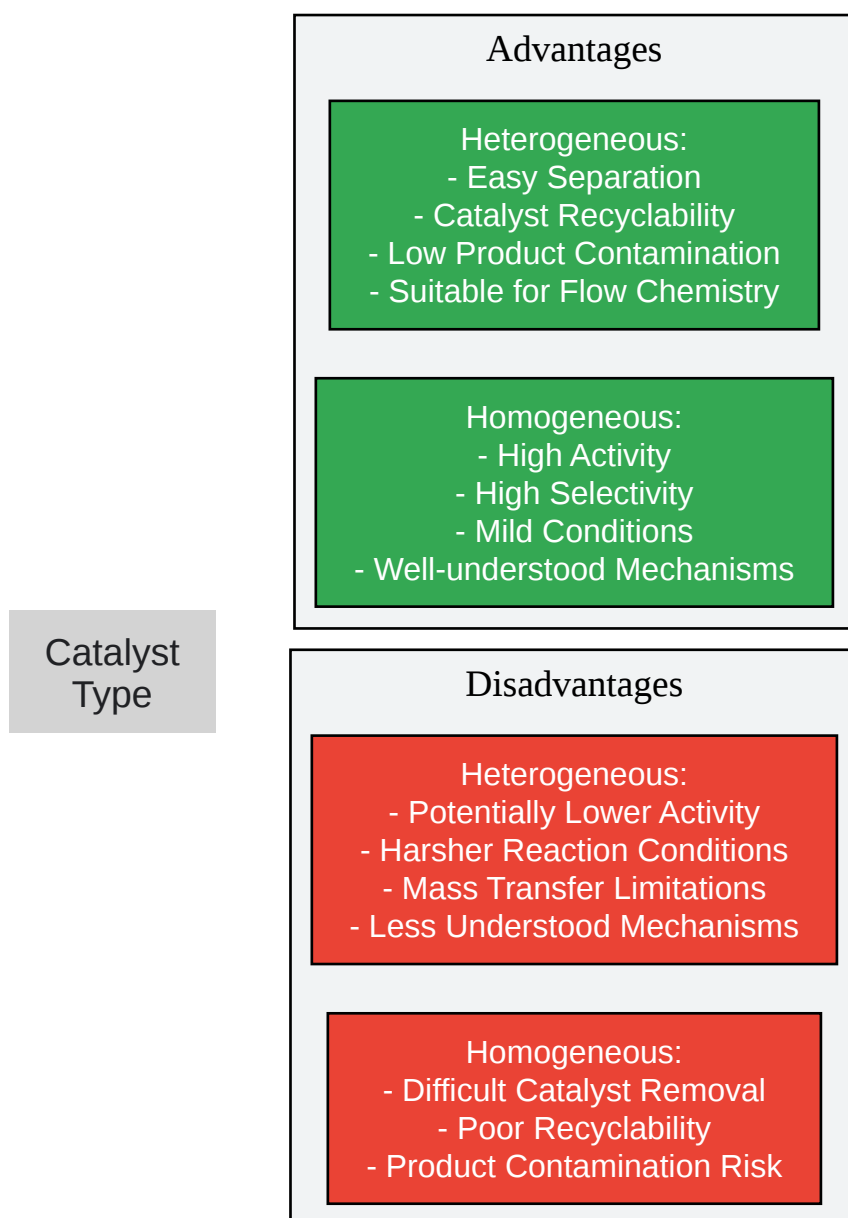 Advantages
Heterogeneous:
- Easy Separation
- Catalyst Recyclability
- Low Product Contamination
- Suitable for Flow Chemistry
Homogeneous:
- High Activity
- High Selectivity
- Mild Conditions
- Well-understood Mechanisms
Catalyst
Type
Disadvantages
Heterogeneous:
- Potentially Lower Activity
- Harsher Reaction Conditions
- Mass Transfer Limitations
- Less Understood Mechanisms
Homogeneous:
- Difficult Catalyst Removal
- Poor Recyclability
- Product Contamination Risk